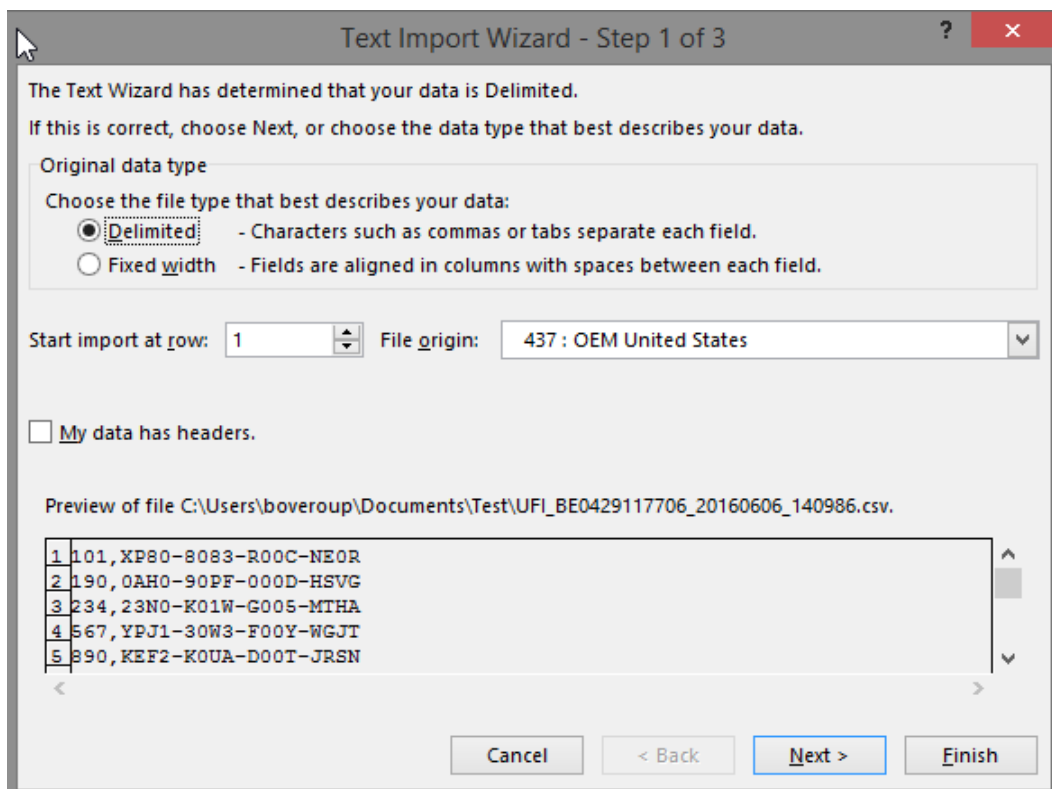 Text Import Wizard - Step 1 of 3
?
×
The Text Wizard has determined that your data is Delimited.
If this is correct, choose Next, or choose the data type that best describes your data.
Original data type
Choose the file type that best describes your data:
Delimited - Characters such as commas or tabs separate each field.
Fixed width - Fields are aligned in columns with spaces between each field.
Start import at row: 1 File origin: 437 : OEM United States
My data has headers.
Preview of file C:\Users\boveroup\Documents\Test\UFI_BE0429117706_20160606_140986.csv.
1 101,XP80-8083-R00C-NE0R
2 190,0AH0-90PF-000D-HSVG
3 234,23N0-K01W-G005-MTHA
4 567,YPJ1-30W3-F00Y-WGJT
5 890,KEF2-K0UA-D00T-JRSN
Cancel < Back Next > Finish